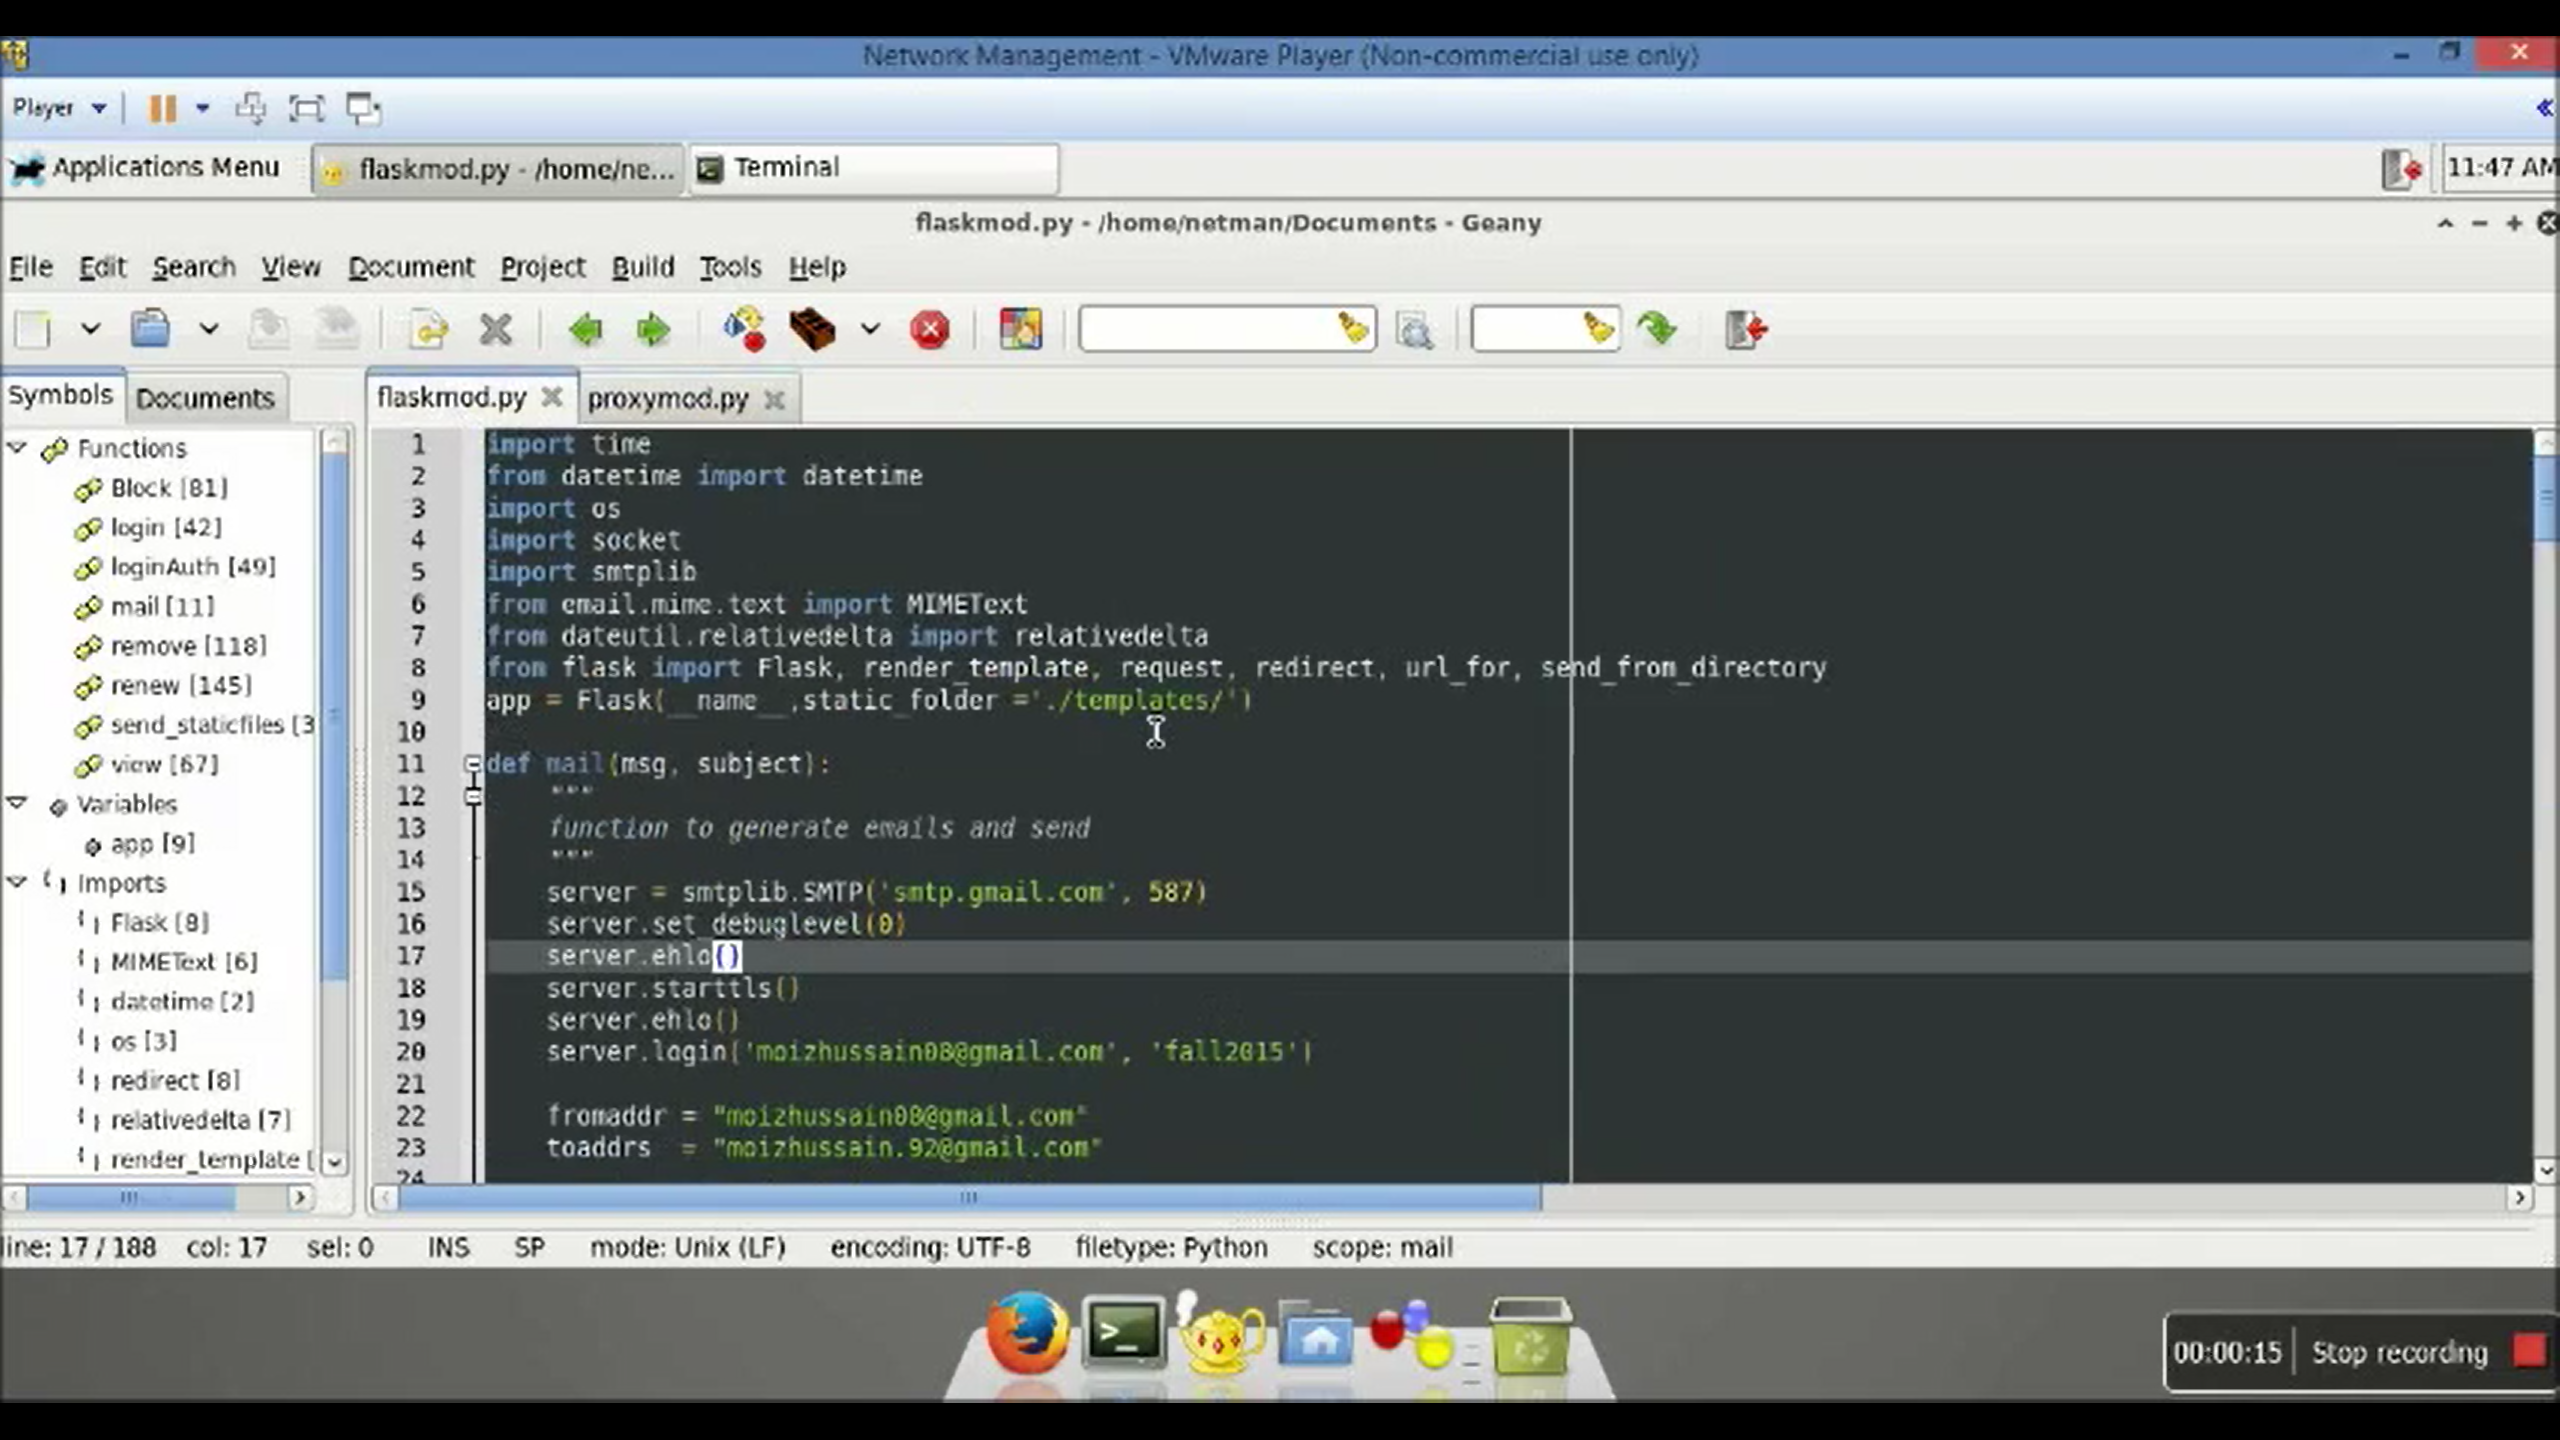 Network Management - VMware Player (Non-commercial use only)
Player
Applications Menu
flaskmod.py - /home/ne...
Terminal
11:47 AM
flaskmod.py - /home/netman/Documents - Geany
File Edit Search View Document Project Build Tools Help
Symbols Documents
flaskmod.py proxymod.py
Functions
Block [81]
login [42]
loginAuth [49]
mail [11]
remove [118]
renew [145]
send_staticfiles [3
view [67]
Variables
app [9]
Imports
Flask [8]
MIMEText [6]
datetime [2]
os [3]
redirect [8]
relativedelta [7]
render_template [
1 import time
2 from datetime import datetime
3 import os
4 import socket
5 import smtplib
6 from email.mime.text import MIMEText
7 from dateutil.relativedelta import relativedelta
8 from flask import Flask, render_template, request, redirect, url_for, send_from_directory
9 app = Flask(__name__,static_folder ='./templates/')
10
11 def mail(msg, subject):
12 """
13 function to generate emails and send
14 """
15 server = smtplib.SMTP('smtp.gmail.com', 587)
16 server.set_debuglevel(0)
17 server.ehlo()
18 server.starttls()
19 server.ehlo()
20 server.login('moizhussain08@gmail.com', 'fall2015')
21
22 fromaddr = "moizhussain08@gmail.com"
23 toaddrs = "moizhussain.92@gmail.com"
24
line: 17 / 188 col: 17 sel: 0 INS SP mode: Unix (LF) encoding: UTF-8 filetype: Python scope: mail
00:00:15 Stop recording